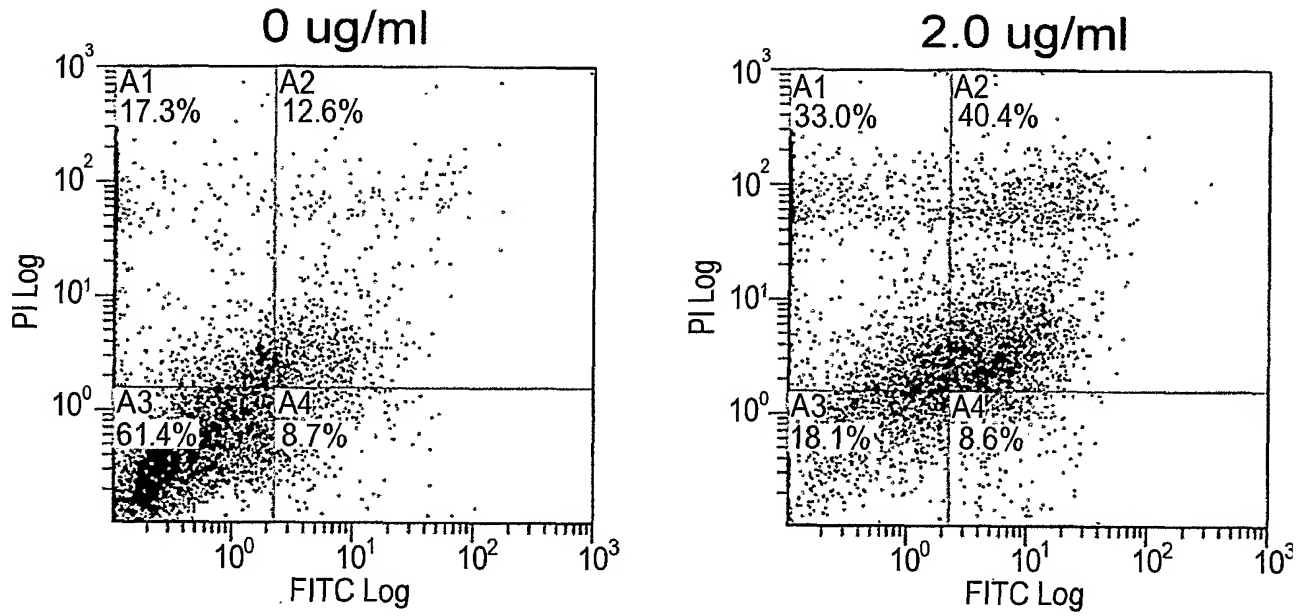 0 ug/ml
10³
A1
17.3%
A2
12.6%
10²
PI Log
10¹
10⁰
A3
61.4%
A4
8.7%
10⁰ 10¹ 10² 10³
FITC Log
2.0 ug/ml
10³
A1
33.0%
A2
40.4%
10²
PI Log
10¹
10⁰
A3
18.1%
A4
8.6%
10⁰ 10¹ 10² 10³
FITC Log